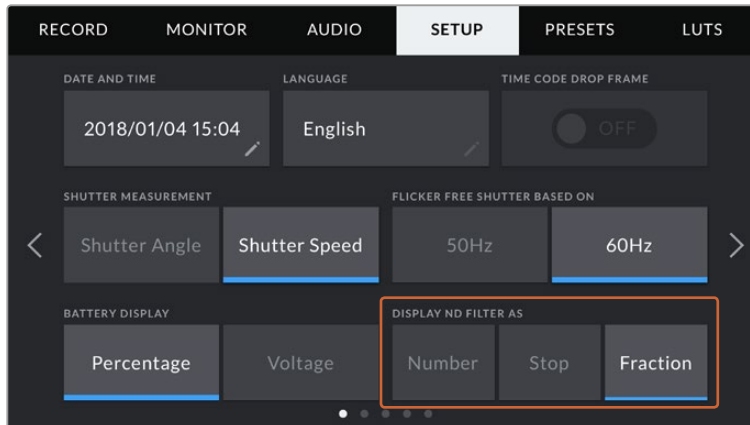 RECORD MONITOR AUDIO SETUP PRESETS LUTS
DATE AND TIME LANGUAGE TIME CODE DROP FRAME
2018/01/04 15:04 English OFF
SHUTTER MEASUREMENT FLICKER FREE SHUTTER BASED ON
Shutter Angle Shutter Speed 50Hz 60Hz
BATTERY DISPLAY DISPLAY ND FILTER AS
Percentage Voltage Number Stop Fraction